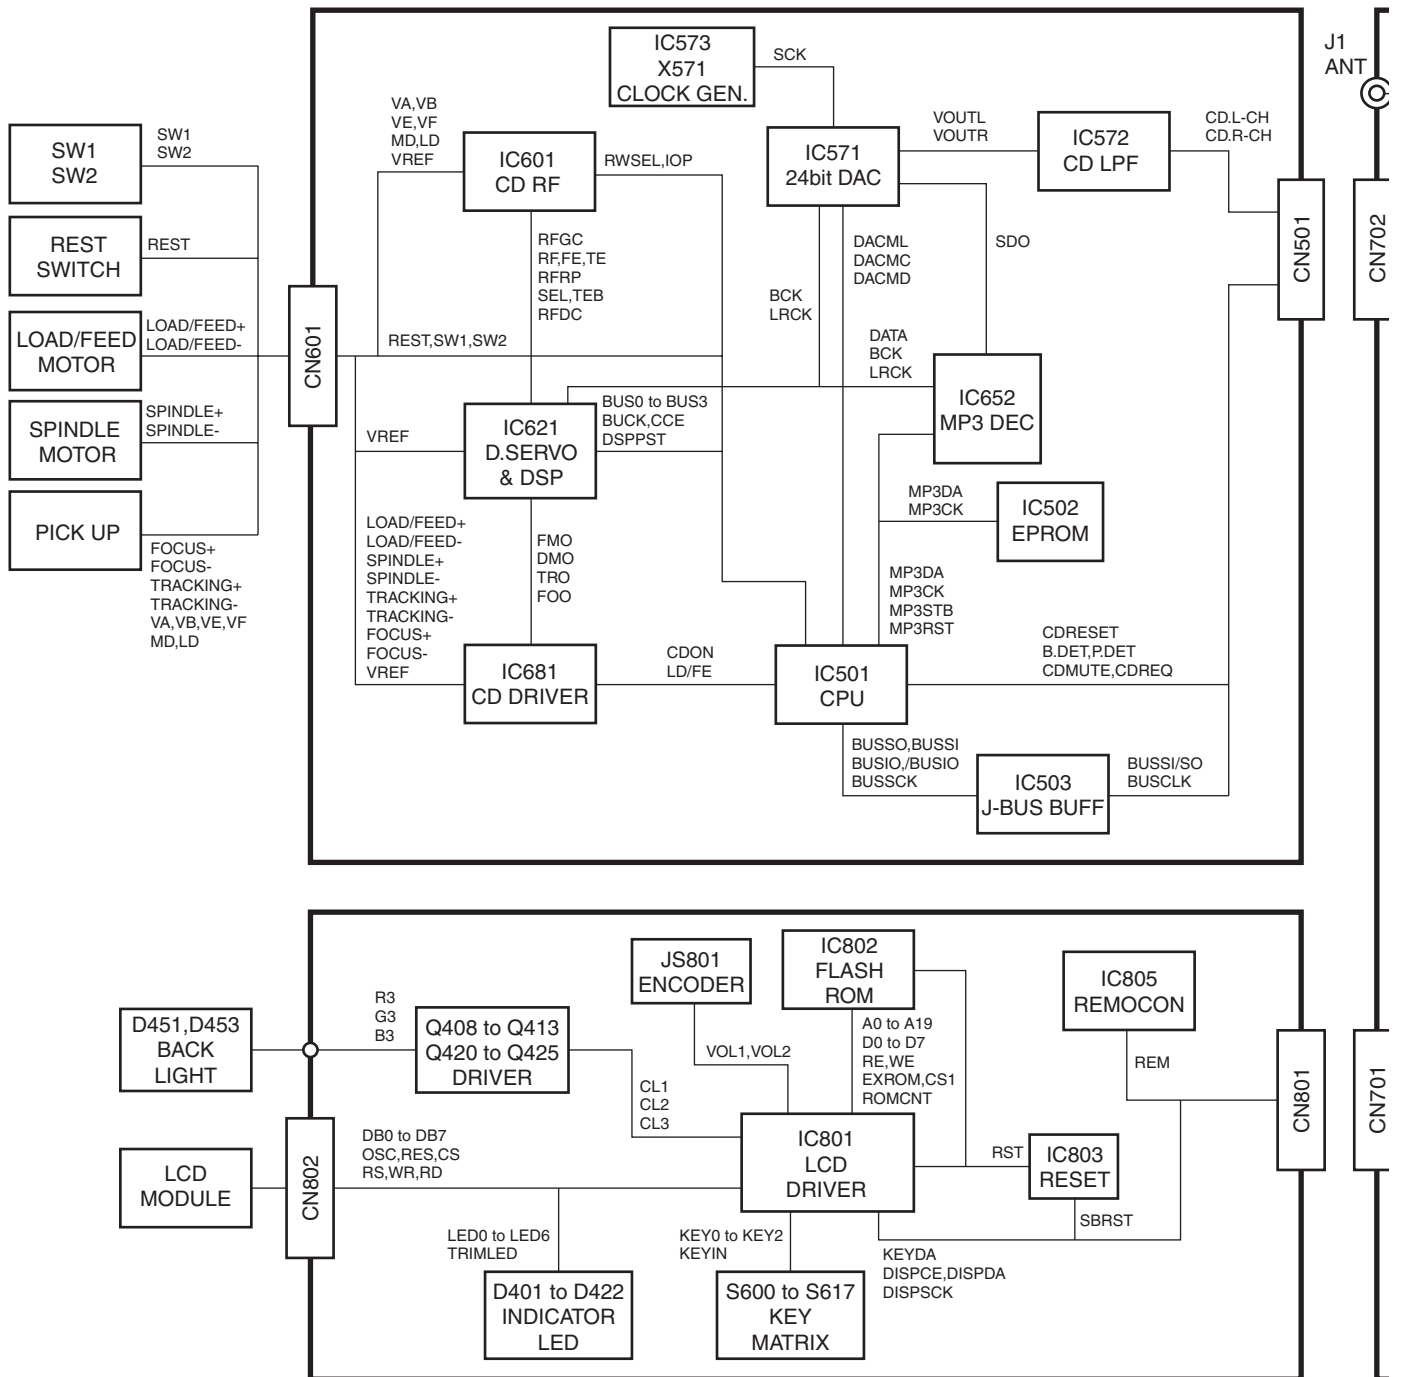 IC573
X571
CLOCK GEN.
SCK
J1
ANT
VA,VB
VE,VF
MD,LD
VREF
IC601
CD RF
RWSEL,IOP
IC571
24bit DAC
VOUTL
VOUTR
IC572
CD LPF
CD.L-CH
CD.R-CH
SW1
SW2
SW1
SW2
REST
SWITCH
REST
LOAD/FEED
MOTOR
LOAD/FEED+
LOAD/FEED-
SPINDLE
MOTOR
SPINDLE+
SPINDLE-
PICK UP
FOCUS+
FOCUS-
TRACKING+
TRACKING-
VA,VB,VE,VF
MD,LD
CN601
REST,SW1,SW2
RFGC
RF,FE,TE
RFRP
SEL,TEB
RFDC
BCK
LRCK
DACML
DACMC
DACMD
SDO
DATA
BCK
LRCK
CN501
CN702
VREF
IC621
D.SERVO
& DSP
BUS0 to BUS3
BUCK,CCE
DSPPST
IC652
MP3 DEC
MP3DA
MP3CK
IC502
EPROM
LOAD/FEED+
LOAD/FEED-
SPINDLE+
SPINDLE-
TRACKING+
TRACKING-
FOCUS+
FOCUS-
VREF
FMO
DMO
TRO
FOO
MP3DA
MP3CK
MP3STB
MP3RST
IC681
CD DRIVER
CDON
LD/FE
IC501
CPU
CDRESET
B.DET,P.DET
CDMUTE,CDREQ
BUSSO,BUSSI
BUSIO,/BUSIO
BUSSCK
IC503
J-BUS BUFF
BUSSI/SO
BUSCLK
D451,D453
BACK
LIGHT
R3
G3
B3
Q408 to Q413
Q420 to Q425
DRIVER
JS801
ENCODER
IC802
FLASH
ROM
IC805
REMOCON
VOL1,VOL2
A0 to A19
D0 to D7
RE,WE
EXROM,CS1
ROMCNT
REM
CL1
CL2
CL3
CN801
CN701
LCD
MODULE
CN802
DB0 to DB7
OSC,RES,CS
RS,WR,RD
IC801
LCD
DRIVER
RST
IC803
RESET
SBRST
LED0 to LED6
TRIMLED
KEY0 to KEY2
KEYIN
KEYDA
DISPCE,DISPDA
DISPSCK
D401 to D422
INDICATOR
LED
S600 to S617
KEY
MATRIX